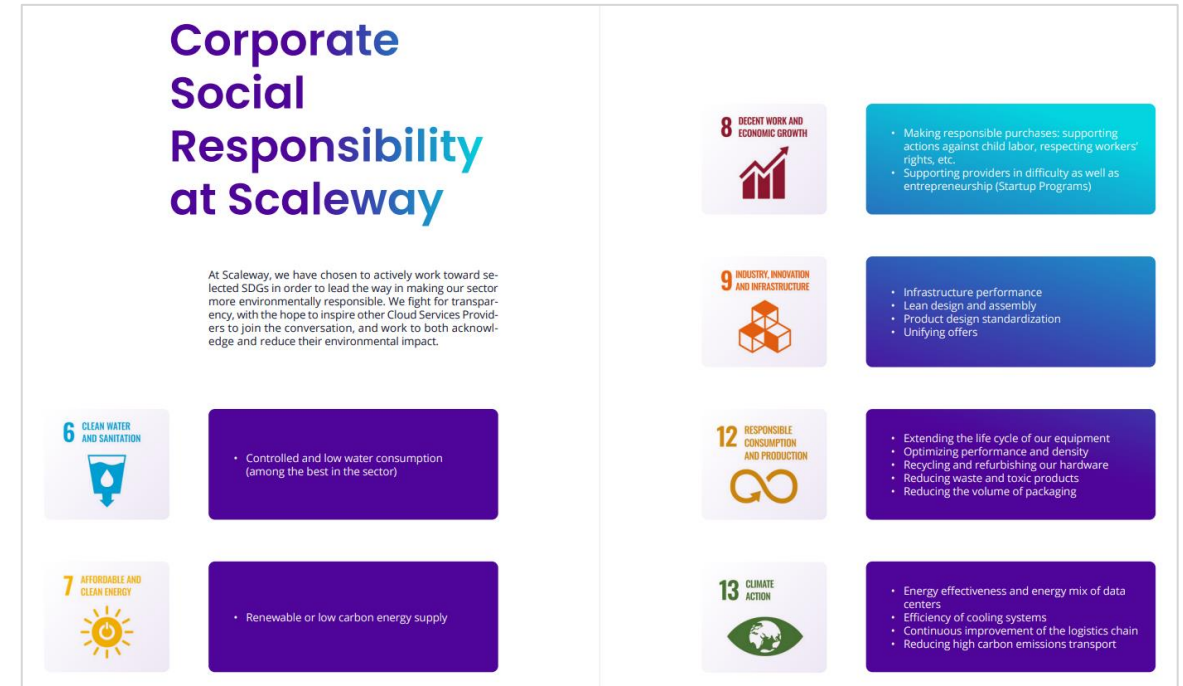 Corporate
Social
Responsibility
at Scaleway
At Scaleway, we have chosen to actively work toward se-
lected SDGs in order to lead the way in making our sector
more environmentally responsible. We fight for transpar-
ency, with the hope to inspire other Cloud Services Provid-
ers to join the conversation, and work to both acknowl-
edge and reduce their environmental impact.
6 CLEAN WATER
AND SANITATION
• Controlled and low water consumption
(among the best in the sector)
7 AFFORDABLE AND
CLEAN ENERGY
• Renewable or low carbon energy supply
8 DECENT WORK AND
ECONOMIC GROWTH
• Making responsible purchases: supporting
actions against child labor, respecting workers'
rights, etc.
• Supporting providers in difficulty as well as
entrepreneurship (Startup Programs)
9 INDUSTRY, INNOVATION
AND INFRASTRUCTURE
• Infrastructure performance
• Lean design and assembly
• Product design standardization
• Unifying offers
12 RESPONSIBLE
CONSUMPTION
AND PRODUCTION
• Extending the life cycle of our equipment
• Optimizing performance and density
• Recycling and refurbishing our hardware
• Reducing waste and toxic products
• Reducing the volume of packaging
13 CLIMATE
ACTION
• Energy effectiveness and energy mix of data
centers
• Efficiency of cooling systems
• Continuous improvement of the logistics chain
• Reducing high carbon emissions transport